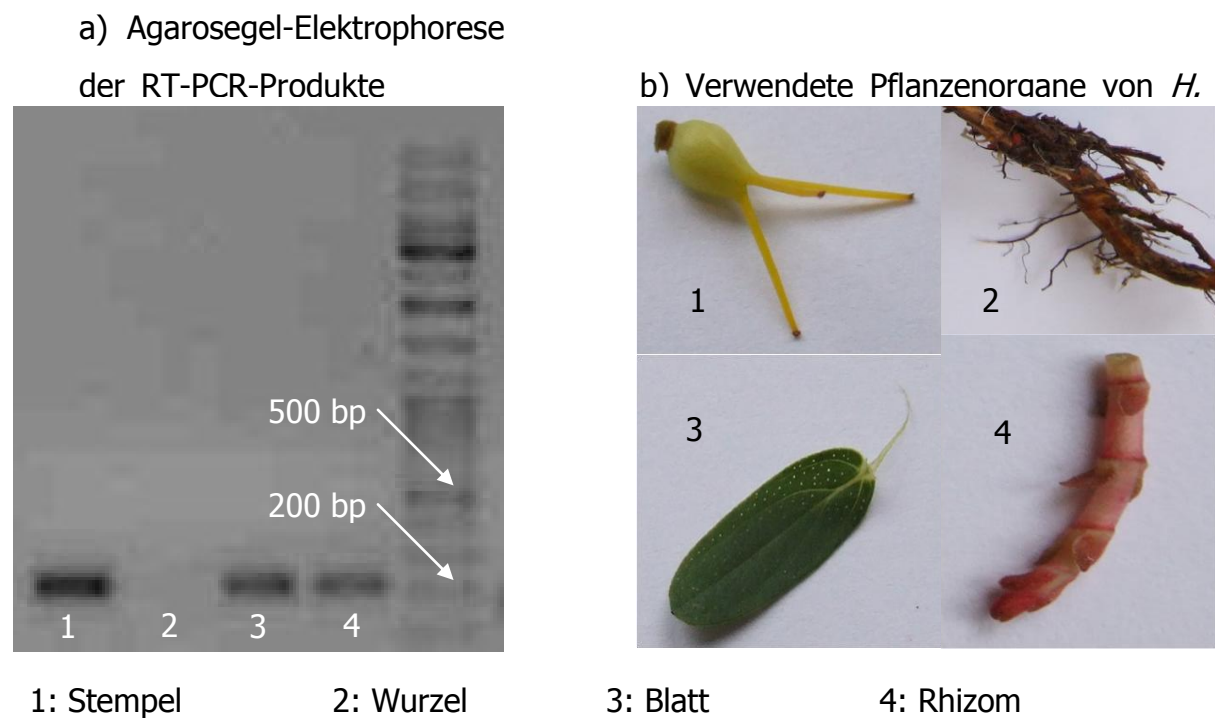 a) Agarosegel-Elektrophorese
der RT-PCR-Produkte
b) Verwendete Pflanzenorgane von H.
500 bp
200 bp
1 2 3 4
1
2
3
4
1: Stempel 2: Wurzel 3: Blatt 4: Rhizom